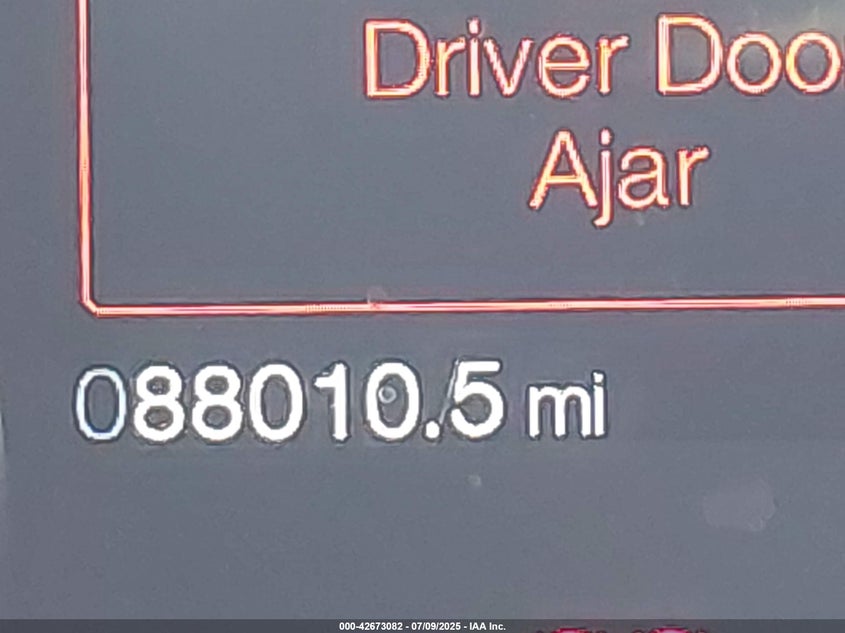 Driver Doo
Ajar
088010.5 mi
000-42673082 - 07/09/2025 - IAA Inc.